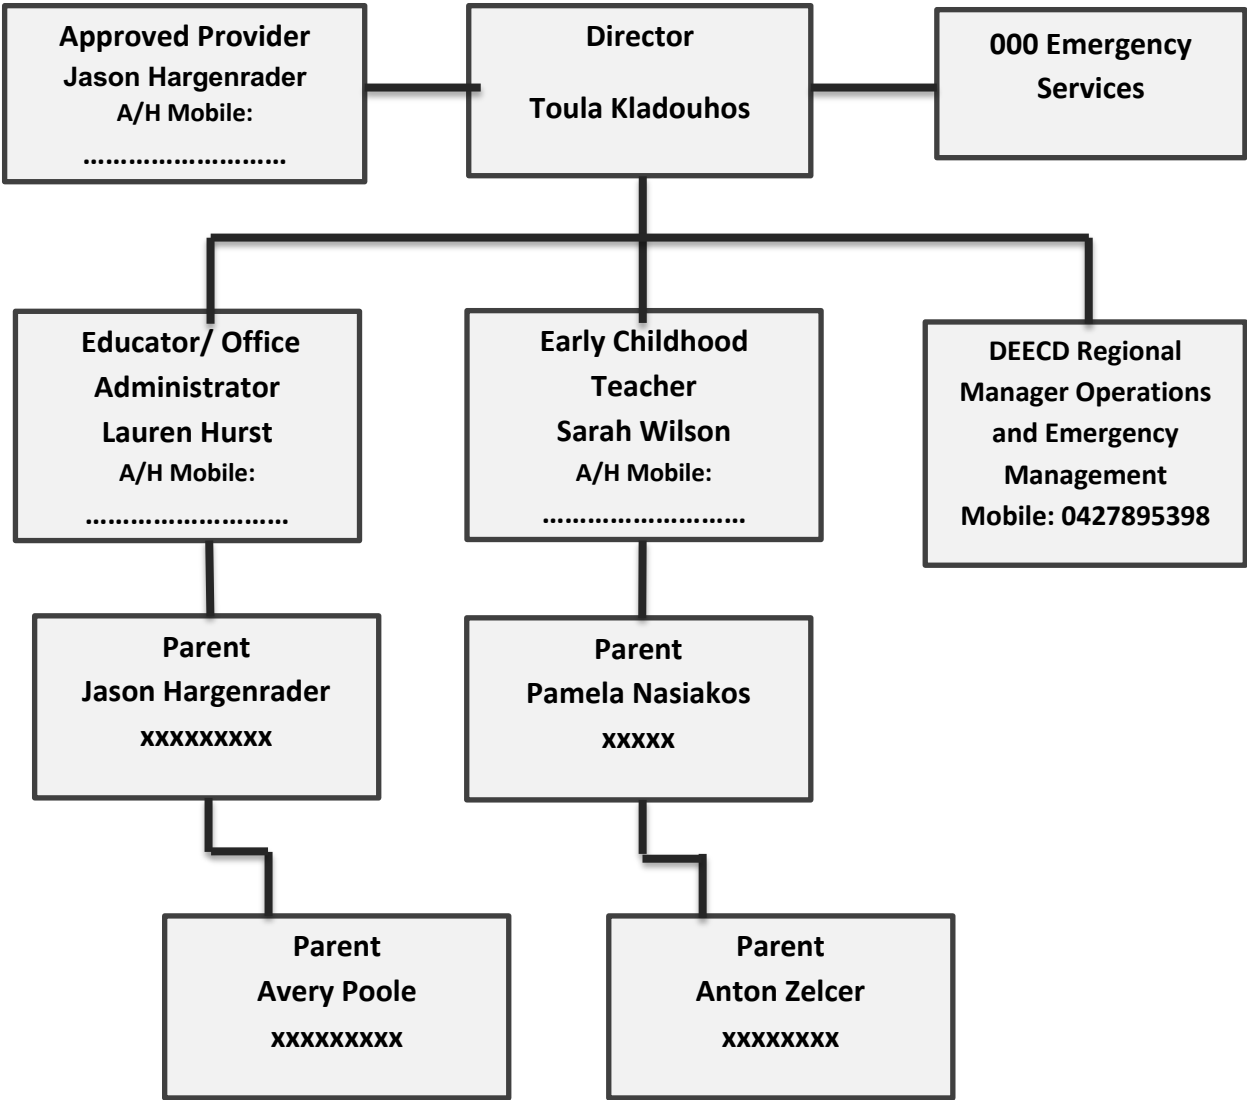 Approved Provider
Jason Hargenrader
A/H Mobile:
………………………
Director
Toula Kladouhos
000 Emergency
Services
Educator/ Office
Administrator
Lauren Hurst
A/H Mobile:
………………………
Early Childhood
Teacher
Sarah Wilson
A/H Mobile:
………………………
DEECD Regional
Manager Operations
and Emergency
Management
Mobile: 0427895398
Parent
Jason Hargenrader
xxxxxxxxx
Parent
Pamela Nasiakos
xxxxx
Parent
Avery Poole
xxxxxxxxx
Parent
Anton Zelcer
xxxxxxxx